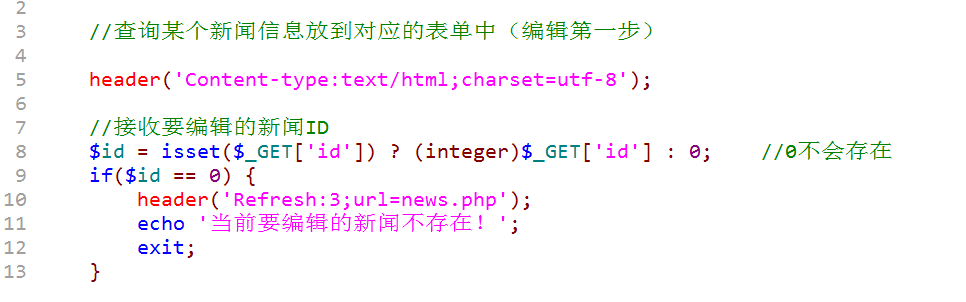 2
3 //查询某个新闻信息放到对应的表单中（编辑第一步）
4
5 header('Content-type:text/html;charset=utf-8');
6
7 //接收要编辑的新闻ID
8 $id = isset($_GET['id']) ? (integer)$_GET['id'] : 0; //0不会存在
9 if($id == 0) {
10 header('Refresh:3;url=news.php');
11 echo '当前要编辑的新闻不存在！';
12 exit;
13 }